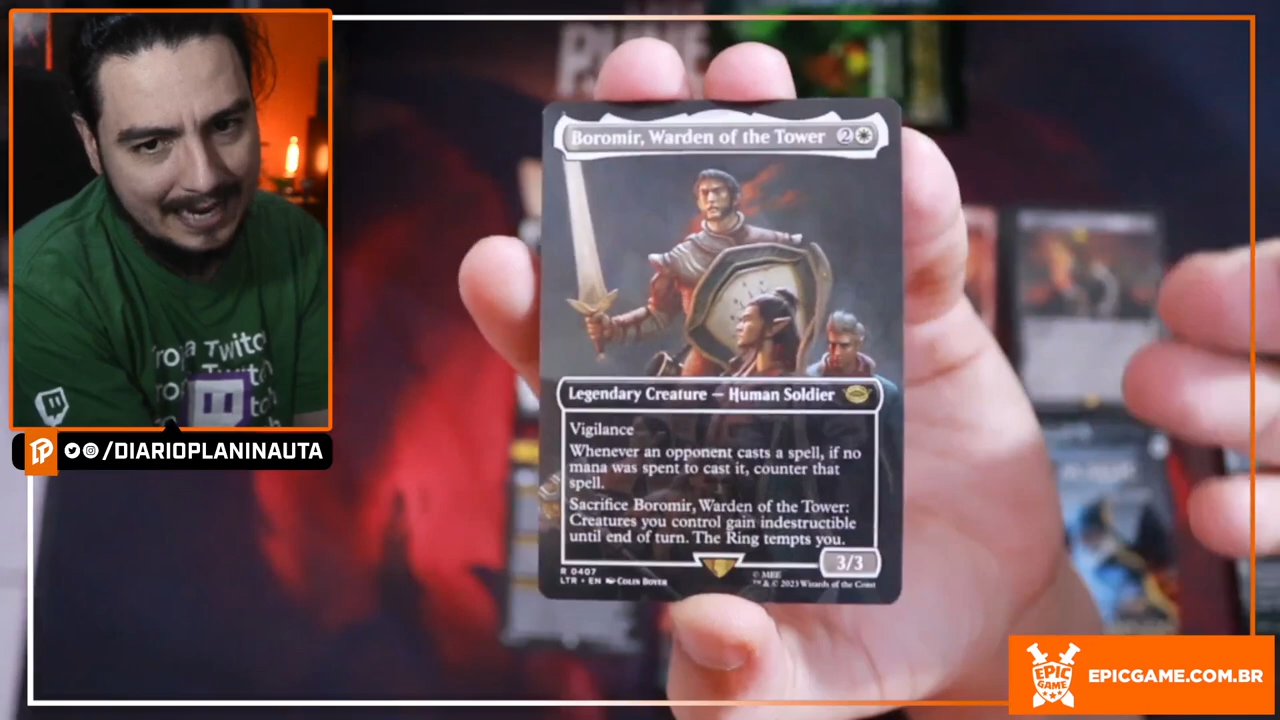 Boromir, Warden of the Tower 2
Legendary Creature — Human Soldier
Vigilance
Whenever an opponent casts a spell, if no
mana was spent to cast it, counter that
spell.
Sacrifice Boromir, Warden of the Tower:
Creatures you control gain indestructible
until end of turn. The Ring tempts you.
3/3
R 0407
LTR • EN Colin Boyer
© MEE
™ & © 2023 Wizards of the Coast
Twitc
/DIARIOPLANINAUTA
EPIC
GAME
EPICGAME.COM.BR